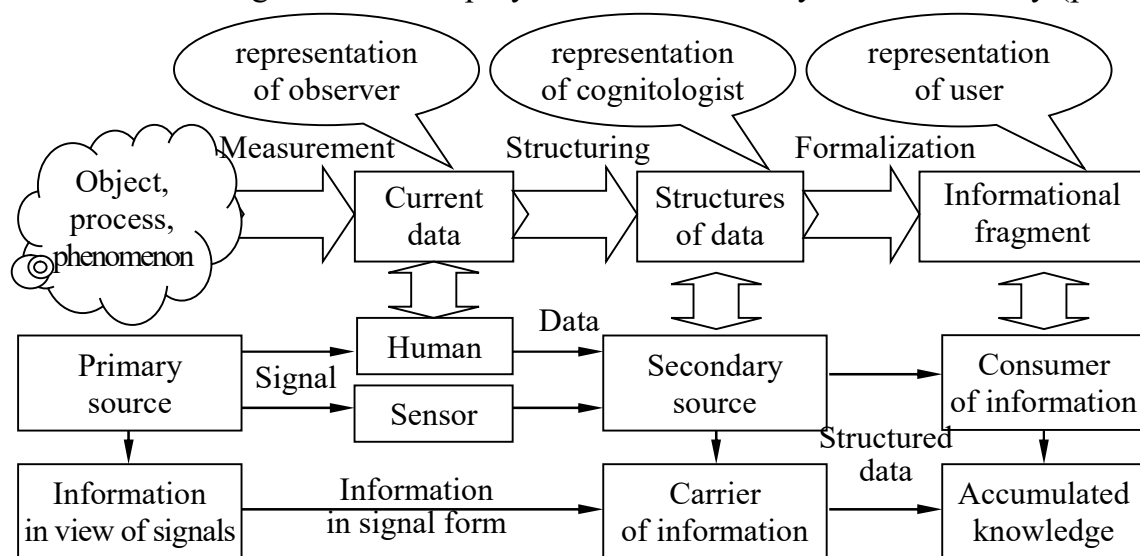 representation
of observer
representation
of cognitologist
representation
of user
Measurement
Structuring
Formalization
Object,
process,
phenomenon
Current
data
Structures
of data
Informational
fragment
Primary
source
Signal
Human
Sensor
Data
Secondary
source
Consumer
of information
Structured
data
Information
in view of signals
Information
in signal form
Carrier
of information
Accumulated
knowledge